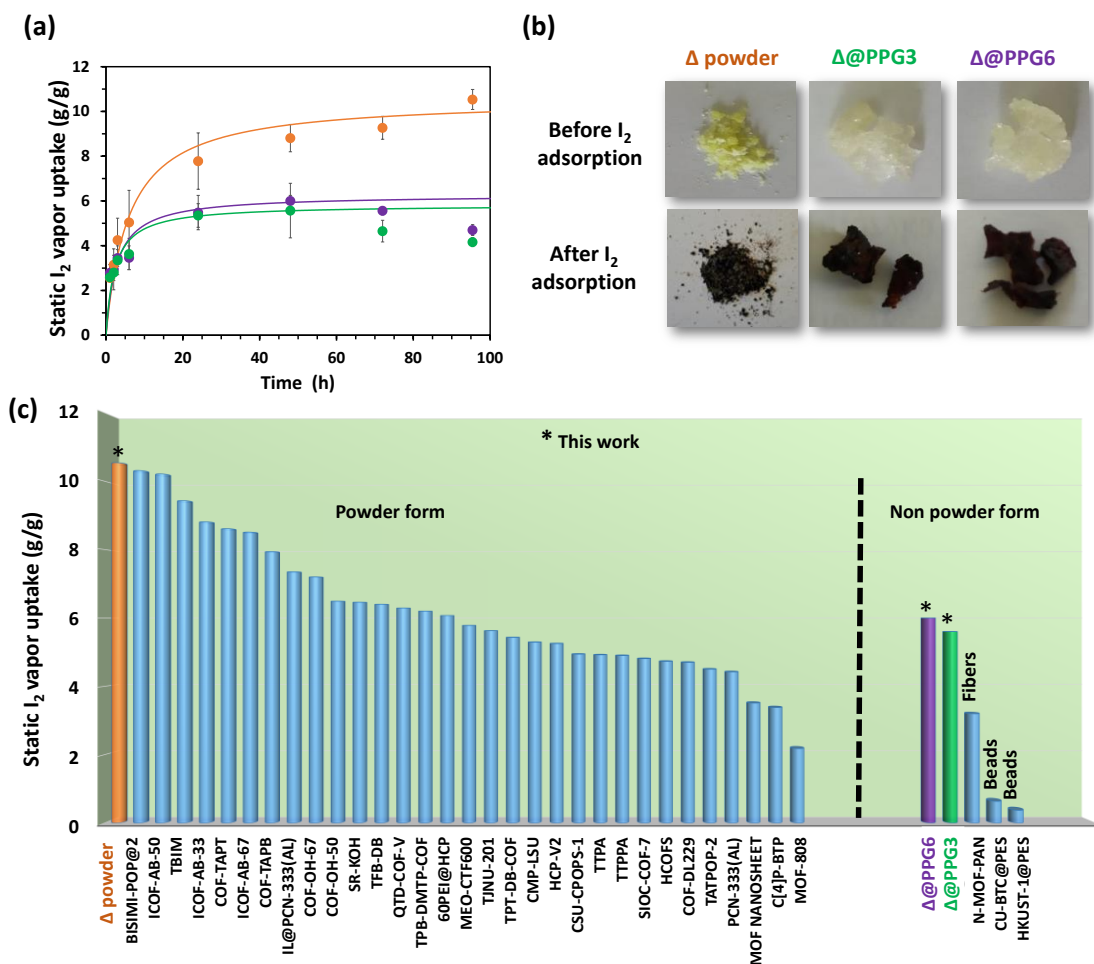 (a)
Static I2 vapor uptake (g/g)
12
10
8
6
4
2
0
0
20
40
60
80
100
Time (h)
(b)
Δ powder
Δ@PPG3
Δ@PPG6
Before I2
adsorption
After I2
adsorption
(c)
Static I2 vapor uptake (g/g)
12
10
8
6
4
2
0
* This work
Powder form
Non powder form
*
*
*
Fibers
Beads
Beads
Δ powder
BISIMI-POP@2
ICOF-AB-50
TBIM
ICOF-AB-33
COF-TAPT
ICOF-AB-67
COF-TAPB
IL@PCN-333(AL)
COF-OH-67
COF-OH-50
SR-KOH
TFB-DB
QTD-COF-V
TPB-DMTP-COF
60PEI@HCP
MEO-CTF600
TJNU-201
TPT-DB-COF
CMP-LSU
HCP-V2
CSU-CPOPS-1
TTPA
TTPPA
SIOC-COF-7
HCOFS
COF-DL229
TATPOP-2
PCN-333(AL)
MOF NANOSHEET
C[4]P-BTP
MOF-808
Δ@PPG6
Δ@PPG3
N-MOF-PAN
CU-BTC@PES
HKUST-1@PES